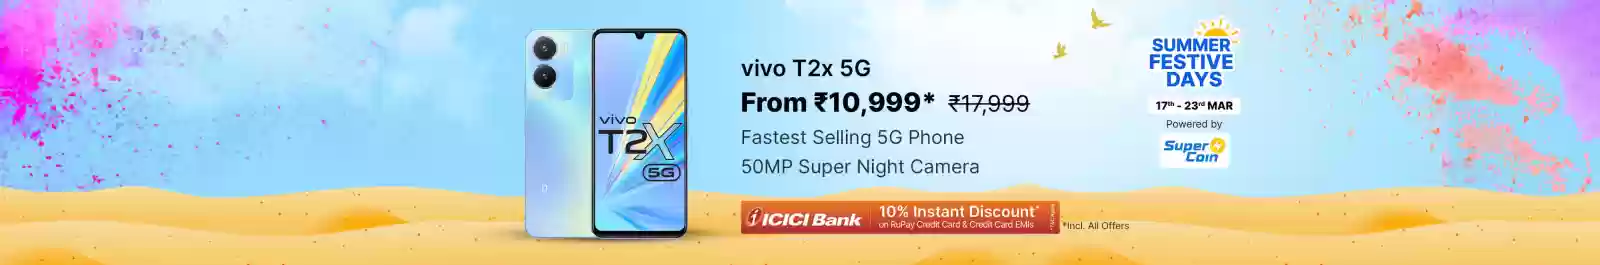 vivo T2x 5G
From ₹10,999* ₹17,999
Fastest Selling 5G Phone
50MP Super Night Camera
ICICI Bank
10% Instant Discount*
on RuPay Credit Card & Credit Card EMIs
*Incl. All Offers
vivo
T2X
5G
SUMMER
FESTIVE
DAYS
17th - 23rd MAR
Powered by
Super
Coin